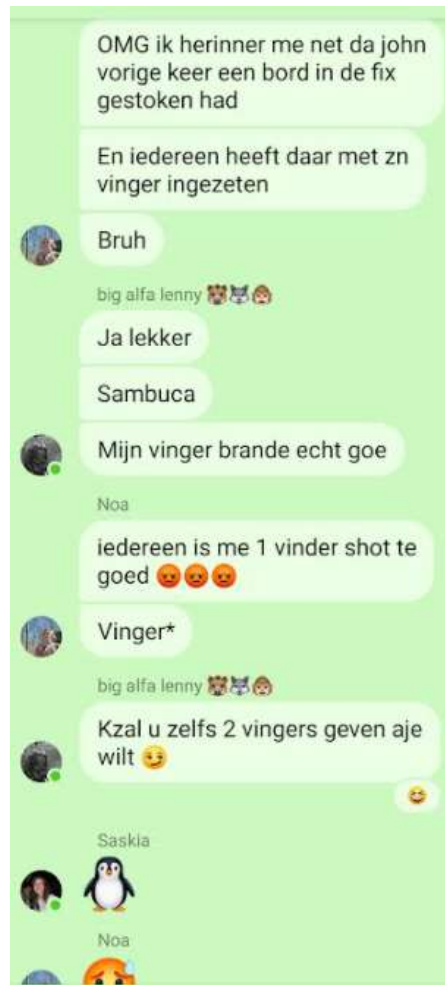 OMG ik herinner me net da john
vorige keer een bord in de fix
gestoken had
En iedereen heeft daar met zn
vinger ingezeten
Bruh
big alfa lenny 🐻🐺🐵
Ja lekker
Sambuca
Mijn vinger brande echt goe
Noa
iedereen is me 1 vinder shot te
goed 😡😡😡
Vinger*
big alfa lenny 🐻🐺🐵
Kzal u zelfs 2 vingers geven aje
wilt 😏
Saskia
Noa